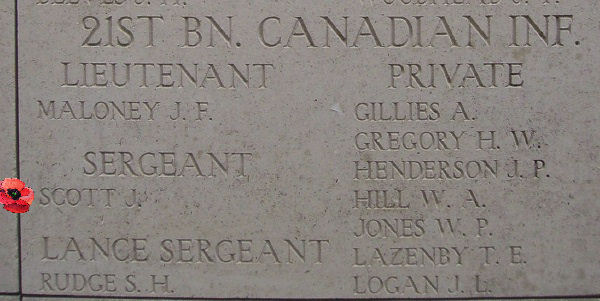 21ST BN. CANADIAN INF.
LIEUTENANT
MALONEY J. F.
SERGEANT
SCOTT J.
LANCE SERGEANT
RUDGE S. H.
PRIVATE
GILLIES A.
GREGORY H. W.
HENDERSON J. P.
HILL W. A.
JONES W. P.
LAZENBY T. E.
LOGAN J. L.